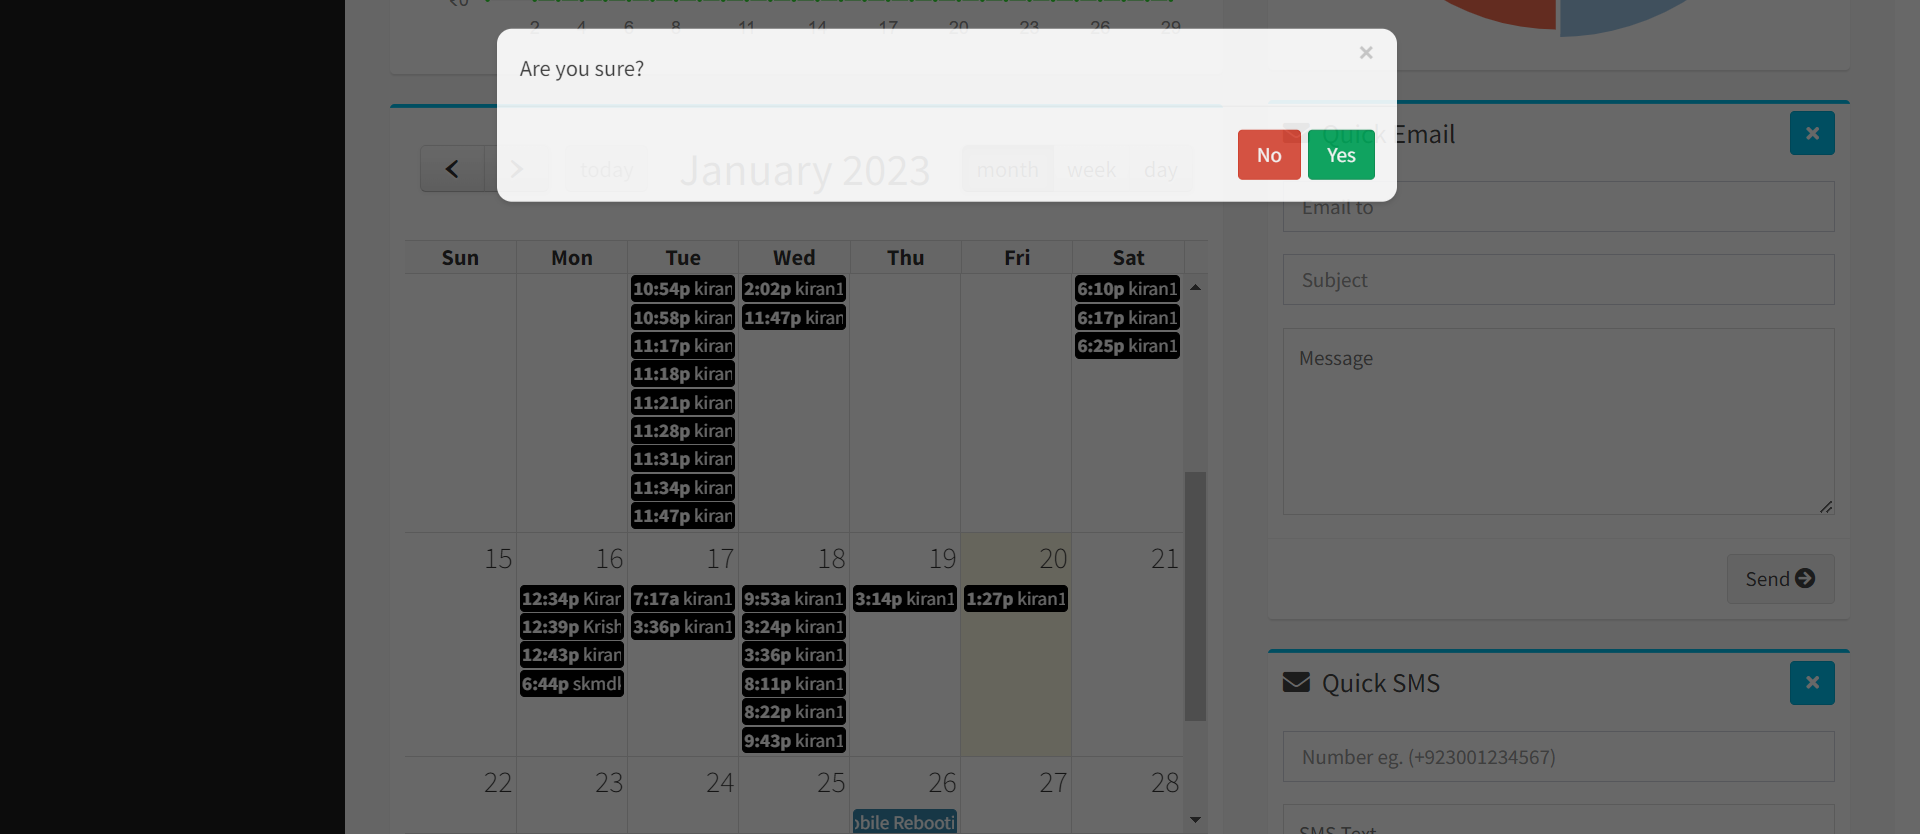 ₹0
2 4 6 8 11 14 17 20 23 26 29
Are you sure?
×
No Yes
today January 2023 month week day
Sun Mon Tue Wed Thu Fri Sat
10:54p kiran
10:58p kiran
11:17p kiran
11:18p kiran
11:21p kiran
11:28p kiran
11:31p kiran
11:34p kiran
11:47p kiran
2:02p kiran1
11:47p kiran
6:10p kiran1
6:17p kiran1
6:25p kiran1
15 16 17 18 19 20 21
12:34p Kiran
12:39p Krish
12:43p kiran
6:44p skmdl
7:17a kiran1
3:36p kiran1
9:53a kiran1
3:24p kiran1
3:36p kiran1
8:11p kiran1
8:22p kiran1
9:43p kiran1
3:14p kiran1
1:27p kiran1
22 23 24 25 26 27 28
obile Rebooti
Quick Email
Email to
Subject
Message
Send
Quick SMS
Number eg. (+923001234567)
SMS Text